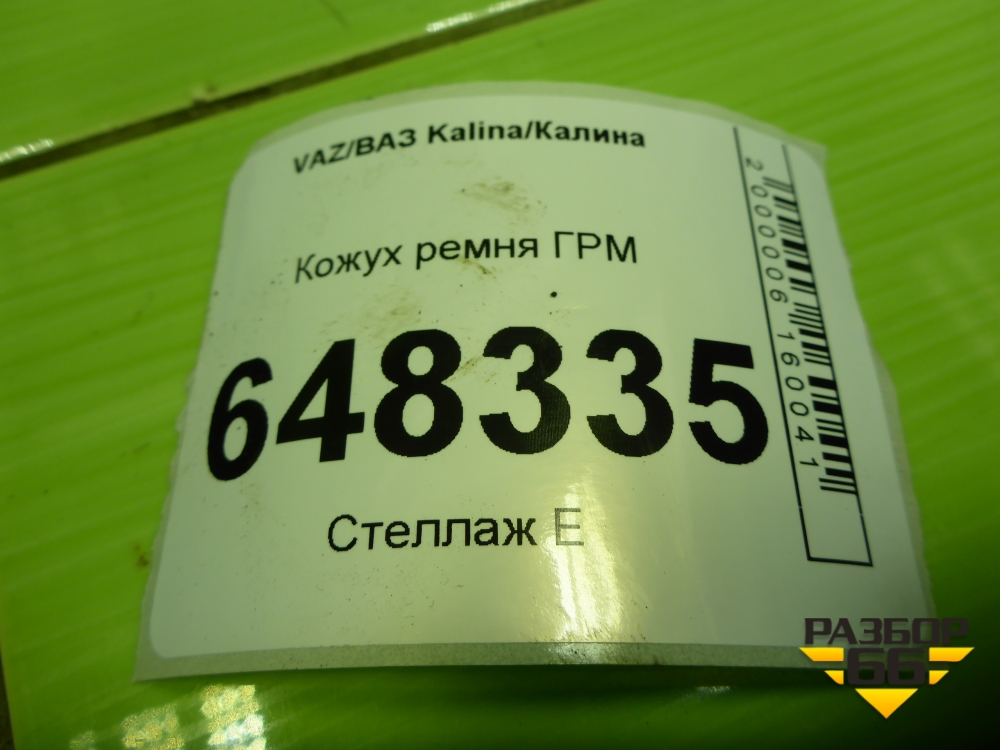 VAZ/ВАЗ Kalina/Калина
Кожух ремня ГРМ
648335
Стеллаж Е
2000006160041
РАЗБОР
66